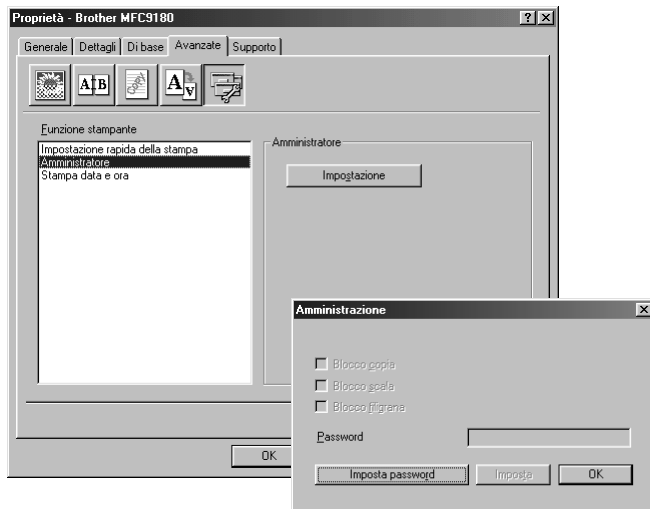 Proprietà - Brother MFC9180
Generale Dettagli Di base Avanzate Supporto
A B
copy
A A
Funzione stampante
Impostazione rapida della stampa
Amministratore
Stampa data e ora
Amministratore
Impostazione
OK
Amministrazione
Blocco copia
Blocco scala
Blocco filigrana
Password
Imposta password Imposta OK